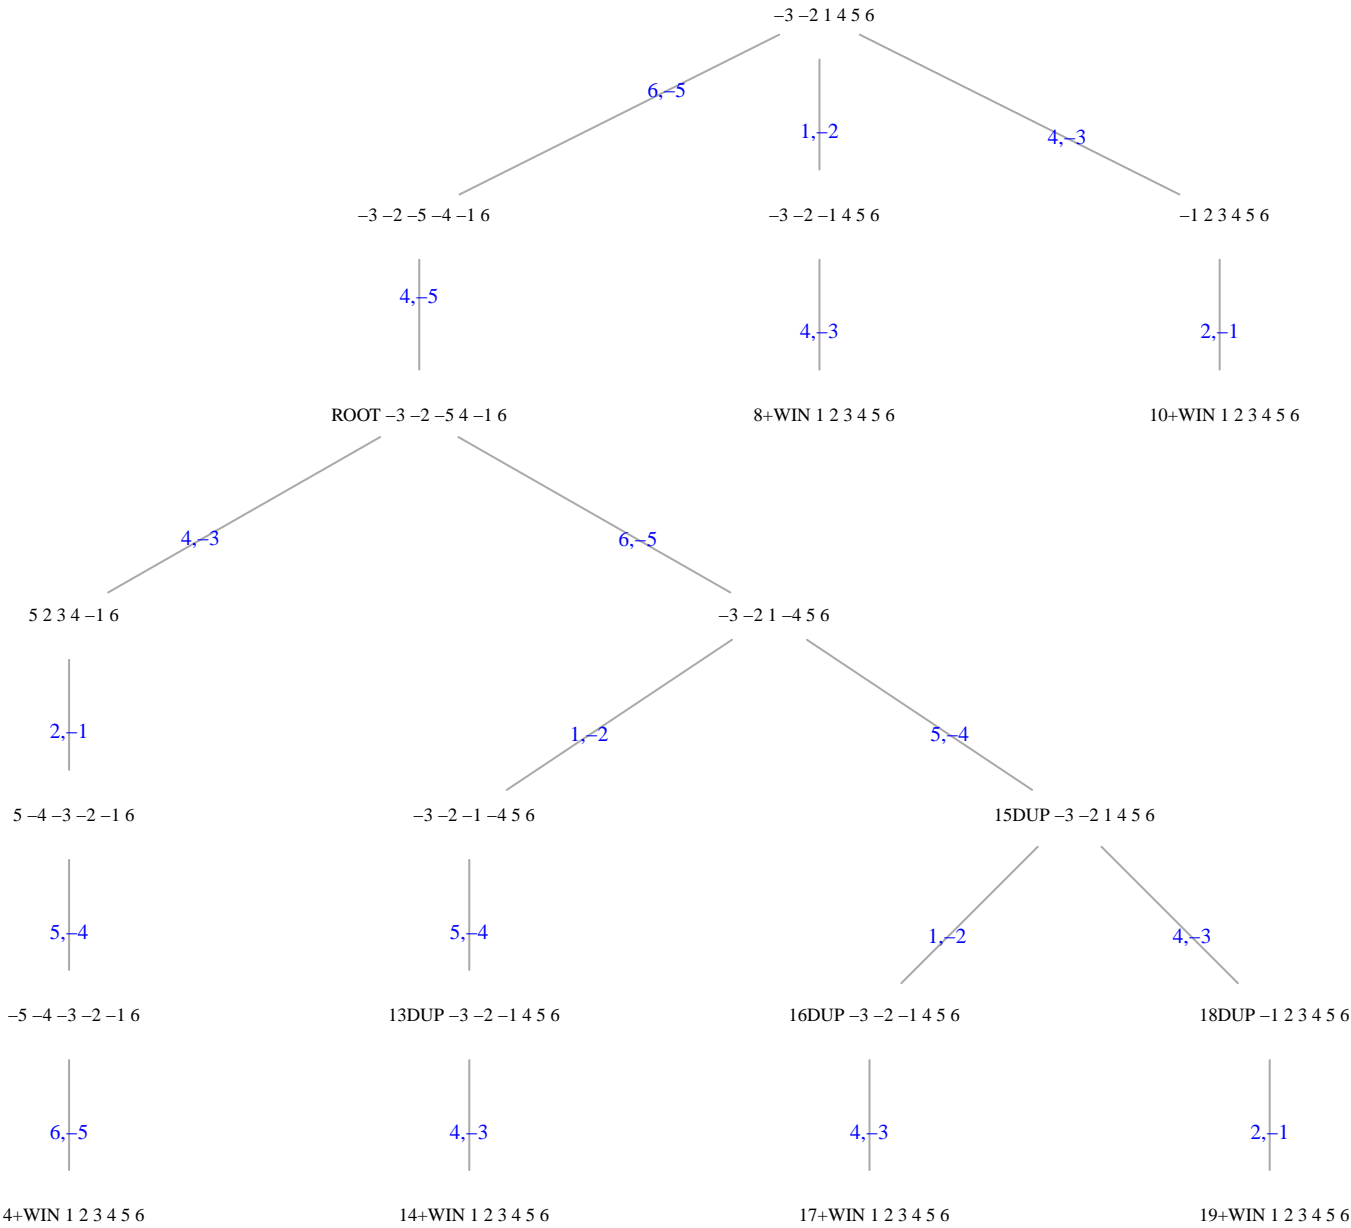 −3 −2 1 4 5 6
6,−5
1,−2
4,−3
−3 −2 −5 −4 −1 6
−3 −2 −1 4 5 6
−1 2 3 4 5 6
4,−5
4,−3
2,−1
ROOT −3 −2 −5 4 −1 6
8+WIN 1 2 3 4 5 6
10+WIN 1 2 3 4 5 6
4,−3
6,−5
5 2 3 4 −1 6
−3 −2 1 −4 5 6
2,−1
1,−2
5,−4
5 −4 −3 −2 −1 6
−3 −2 −1 −4 5 6
15DUP −3 −2 1 4 5 6
5,−4
5,−4
1,−2
4,−3
−5 −4 −3 −2 −1 6
13DUP −3 −2 −1 4 5 6
16DUP −3 −2 −1 4 5 6
18DUP −1 2 3 4 5 6
6,−5
4,−3
4,−3
2,−1
4+WIN 1 2 3 4 5 6
14+WIN 1 2 3 4 5 6
17+WIN 1 2 3 4 5 6
19+WIN 1 2 3 4 5 6